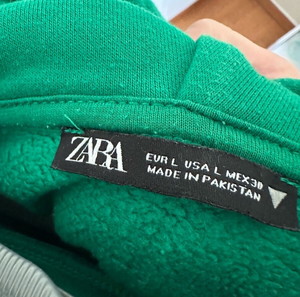 ZARA
EUR L USA L MEX 30
MADE IN PAKISTAN